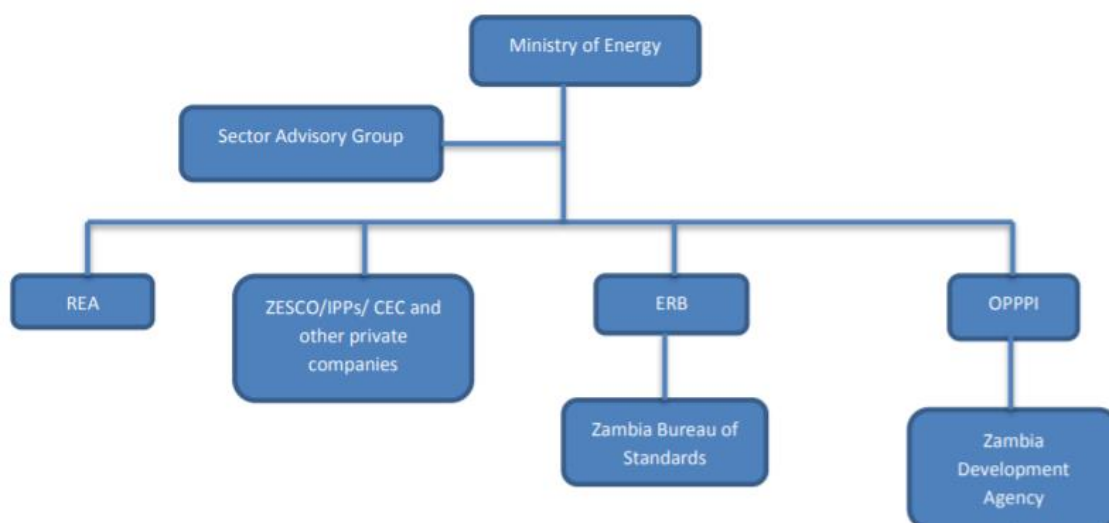 Ministry of Energy
Sector Advisory Group
REA
ZESCO/IPPs/ CEC and
other private
companies
ERB
OPPPI
Zambia Bureau of
Standards
Zambia
Development
Agency